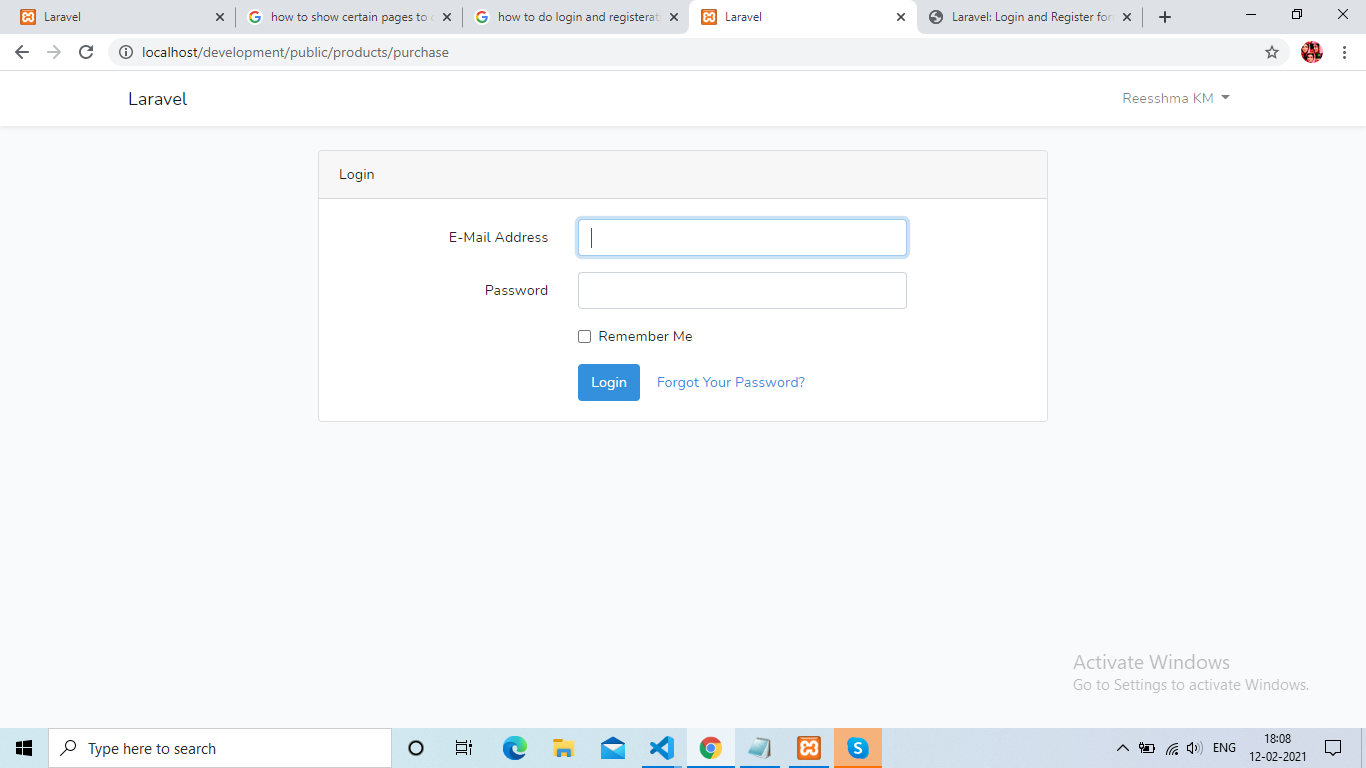 Laravel
how to show certain pages to
how to do login and registerat
Laravel
Laravel: Login and Register for
localhost/development/public/products/purchase
Laravel
Reesshma KM
Login
E-Mail Address
Password
Remember Me
Login
Forgot Your Password?
Activate Windows
Go to Settings to activate Windows.
Type here to search
ENG
18:08
12-02-2021